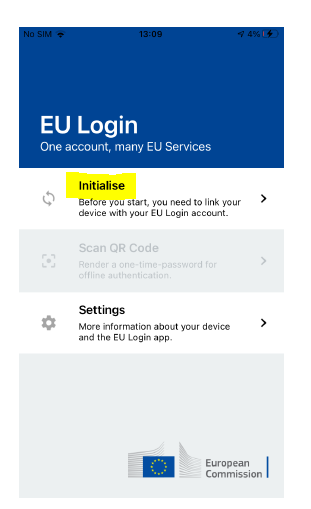 No SIM 13:09 4%
EU Login
One account, many EU Services
Initialise
Before you start, you need to link your
device with your EU Login account.
Scan QR Code
Render a one-time-password for
offline authentication.
Settings
More information about your device
and the EU Login app.
European
Commission